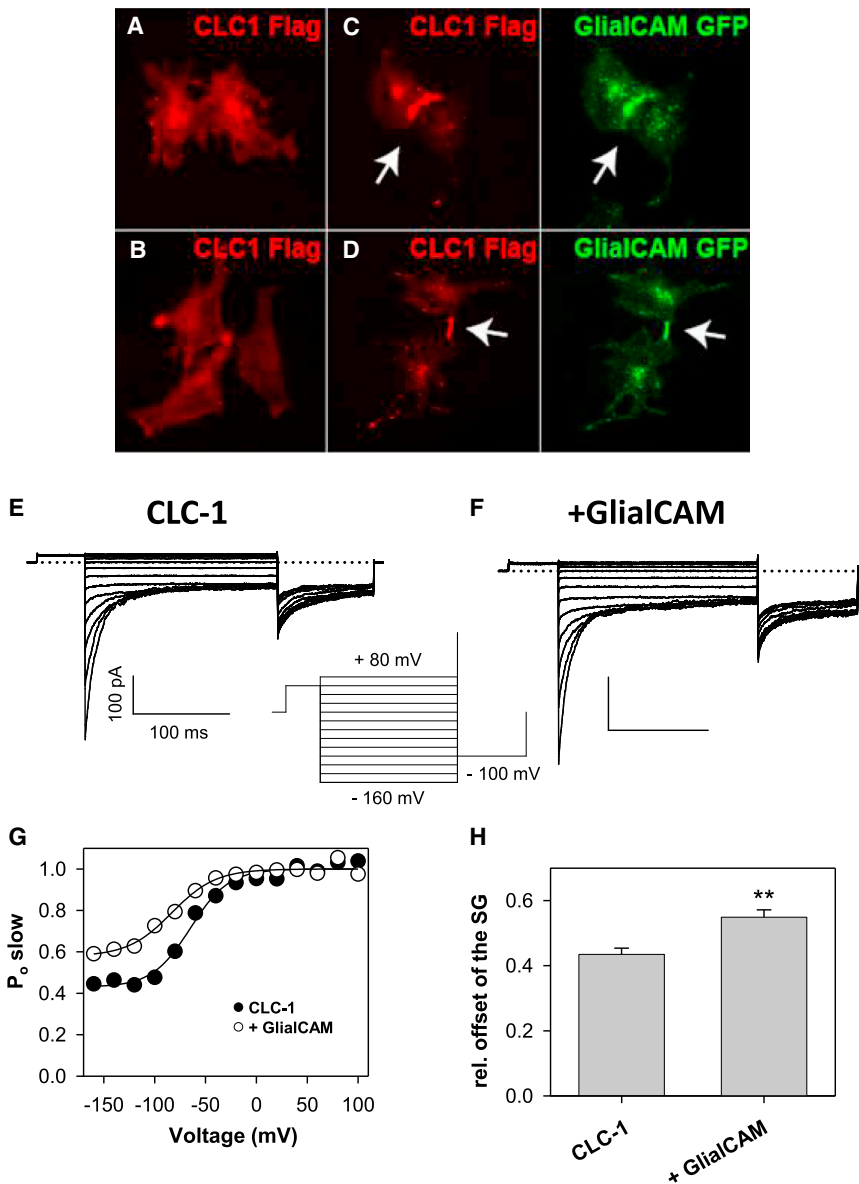 A CLC1 Flag
C CLC1 Flag
GlialCAM GFP
B CLC1 Flag
D CLC1 Flag
GlialCAM GFP
E CLC-1
F +GlialCAM
100 pA
100 ms
+ 80 mV
- 100 mV
- 160 mV
G
Po slow
1.0
0.8
0.6
0.4
0.2
0.0
CLC-1
+ GlialCAM
-150 -100 -50 0 50 100
Voltage (mV)
H
rel. offset of the SG
0.6
0.4
0.2
0.0
**
CLC-1
+ GlialCAM